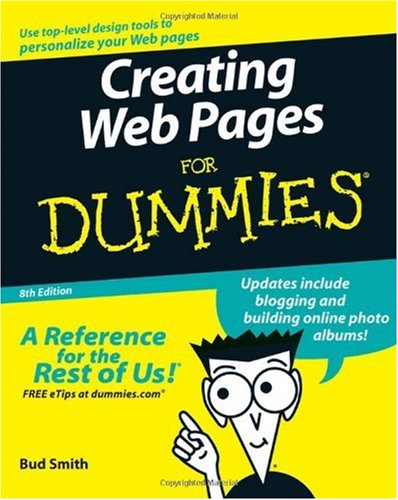 Use top-level design tools to
personalize your Web pages
Creating
Web Pages
FOR
DUMMIES®
8th Edition
Updates include
blogging and
building online photo
albums!
A Reference
for the
Rest of Us!®
FREE eTips at dummies.com®
Bud Smith